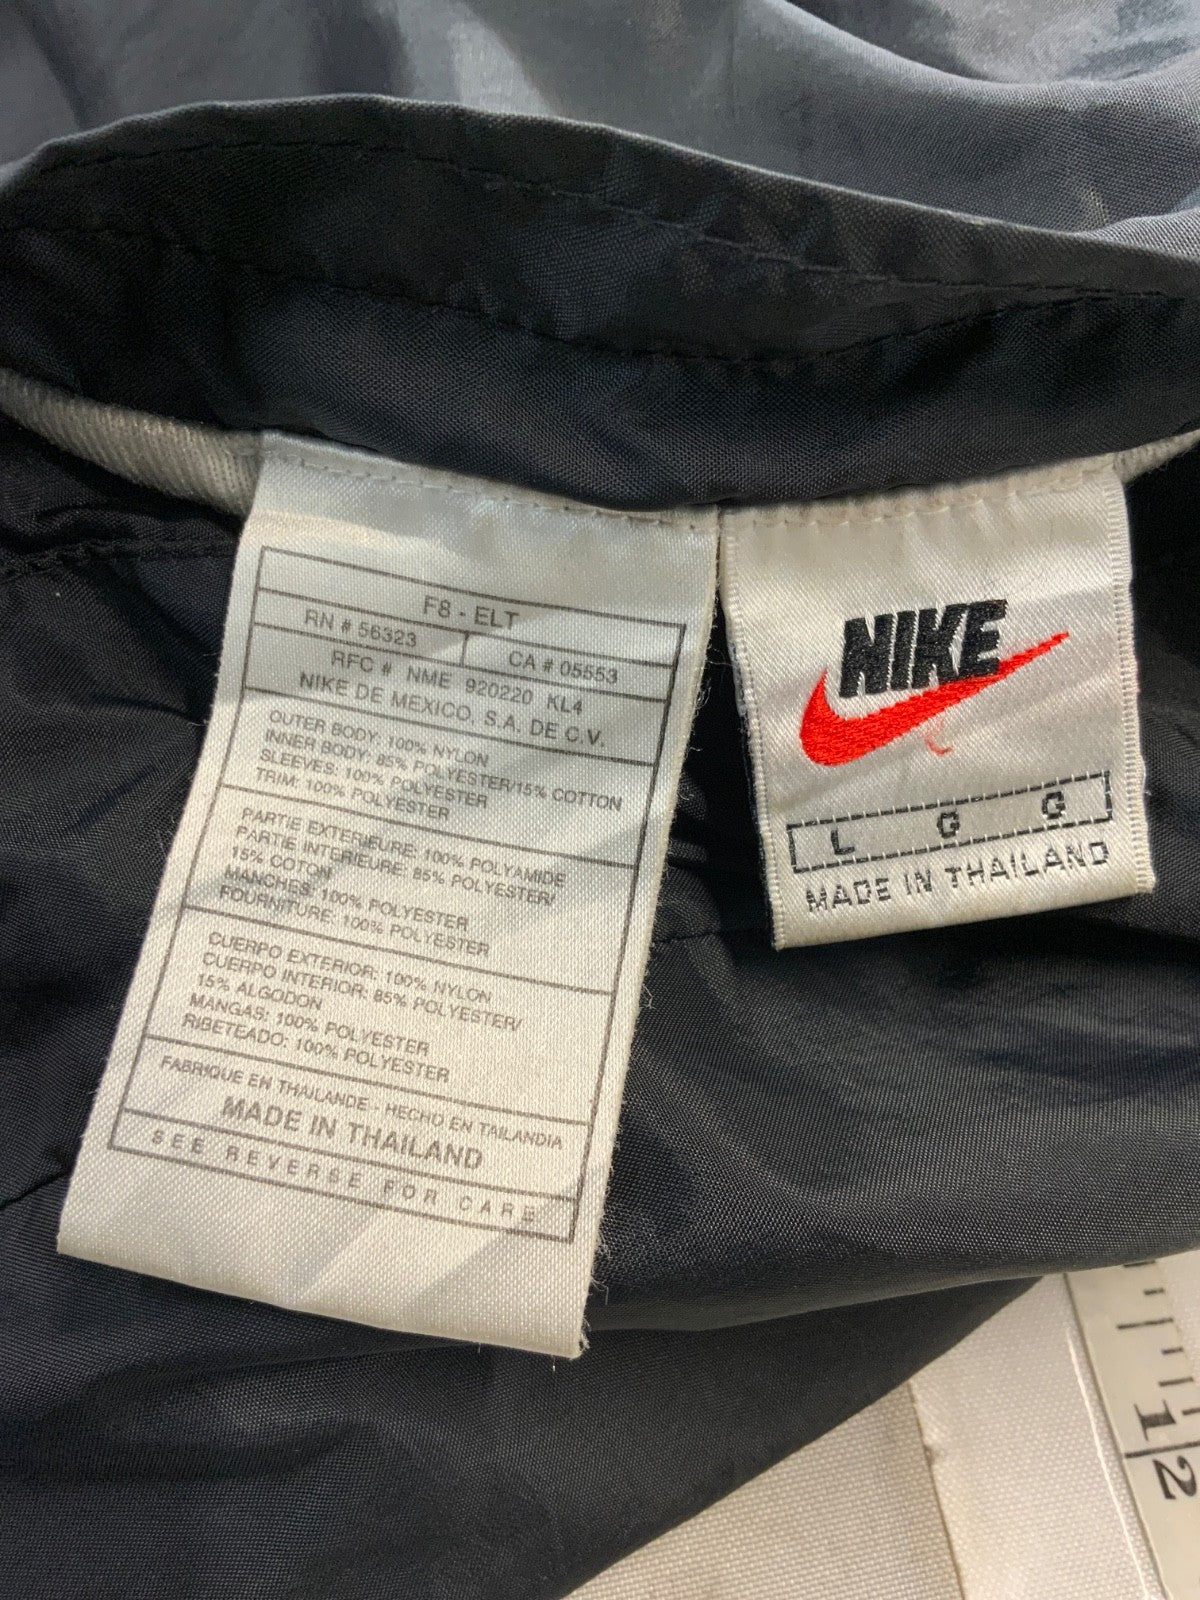 F8 - ELT
RN # 56323
CA # 05553
RFC # NME 920220 KL4
NIKE DE MEXICO, S.A. DE C.V.
OUTER BODY: 100% NYLON
INNER BODY: 85% POLYESTER/15% COTTON
SLEEVES: 100% POLYESTER
TRIM: 100% POLYESTER
PARTIE EXTERIEURE: 100% POLYAMIDE
PARTIE INTERIEURE: 85% POLYESTER/
15% COTON
MANCHES: 100% POLYESTER
FOURNITURE: 100% POLYESTER
CUERPO EXTERIOR: 100% NYLON
CUERPO INTERIOR: 85% POLYESTER/
15% ALGODON
MANGAS: 100% POLYESTER
RIBETEADO: 100% POLYESTER
FABRIQUE EN THAILANDE - HECHO EN TAILANDIA
MADE IN THAILAND
SEE REVERSE FOR CARE
NIKE
L G G
MADE IN THAILAND
1 2